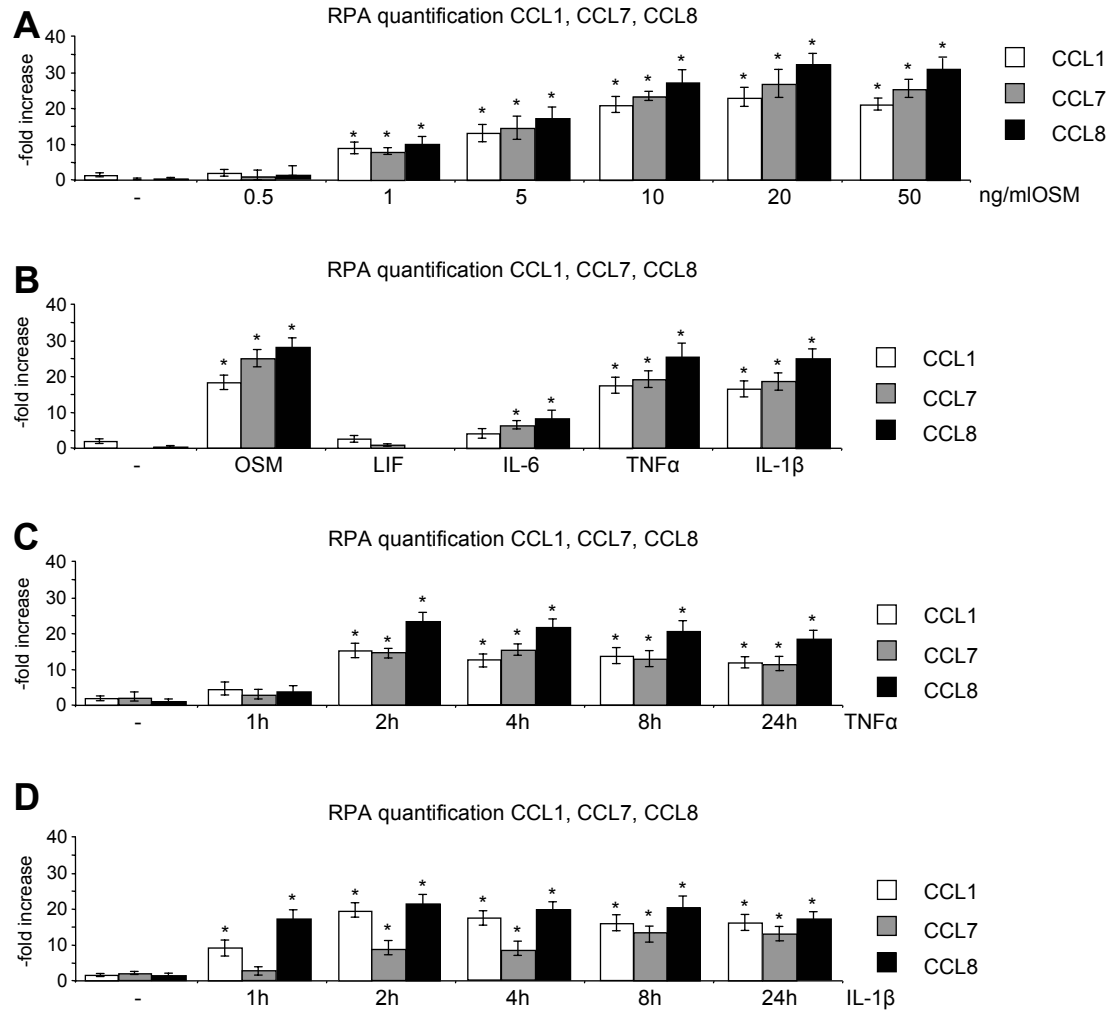 A
RPA quantification CCL1, CCL7, CCL8
-fold increase
40
30
20
10
0
* * * * * * * * * * * * * * *
- 0.5 1 5 10 20 50 ng/mlOSM
CCL1
CCL7
CCL8
B
RPA quantification CCL1, CCL7, CCL8
-fold increase
40
30
20
10
0
* * * * * * * * * * *
- OSM LIF IL-6 TNFα IL-1β
CCL1
CCL7
CCL8
C
RPA quantification CCL1, CCL7, CCL8
-fold increase
40
30
20
10
0
* * * * * * * * * * * *
- 1h 2h 4h 8h 24h TNFα
CCL1
CCL7
CCL8
D
RPA quantification CCL1, CCL7, CCL8
-fold increase
40
30
20
10
0
* * * * * * * * * * * * * *
- 1h 2h 4h 8h 24h IL-1β
CCL1
CCL7
CCL8